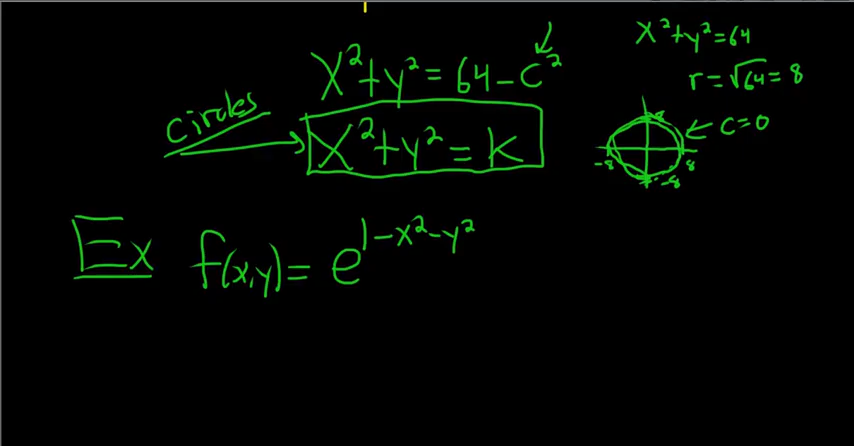 x²+y²=64
x²+y²=64-c²
r=√64=8
circles
c=0
8
-8 8
-8
x²+y²=k
Ex f(x,y)=e^(1-x²-y²)